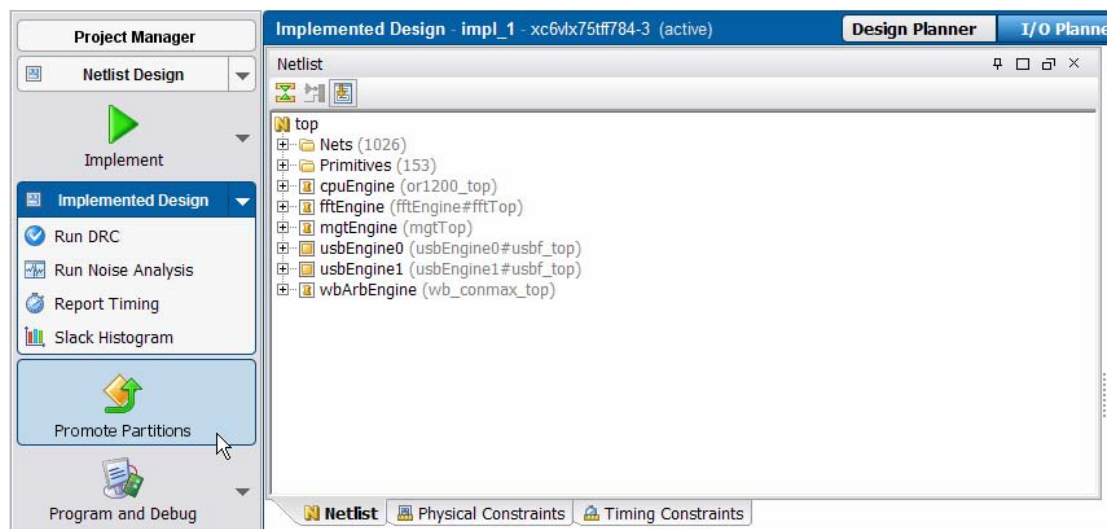 Project Manager
Netlist Design
Implement
Implemented Design
Run DRC
Run Noise Analysis
Report Timing
Slack Histogram
Promote Partitions
Program and Debug
Implemented Design - impl_1 - xc6vlx75tff784-3 (active)
Design Planner
I/O Planne
Netlist
top
Nets (1026)
Primitives (153)
cpuEngine (or1200_top)
fftEngine (fftEngine#fftTop)
mgtEngine (mgtTop)
usbEngine0 (usbEngine0#usbf_top)
usbEngine1 (usbEngine1#usbf_top)
wbArbEngine (wb_conmax_top)
Netlist
Physical Constraints
Timing Constraints